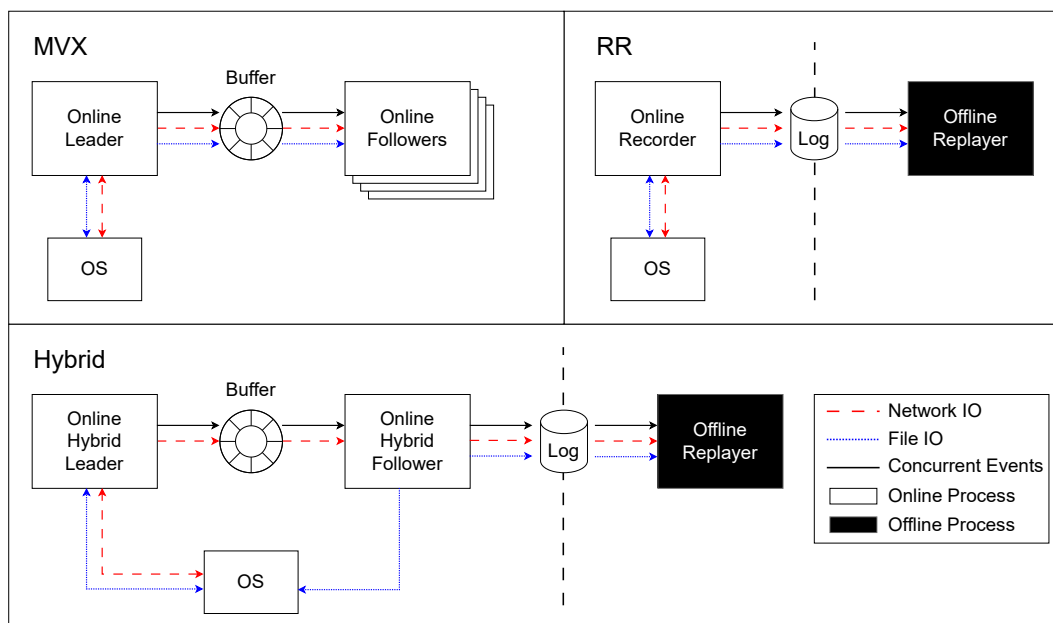 MVX
Buffer
Online
Leader
Online
Followers
OS
RR
Online
Recorder
Log
Offline
Replayer
OS
Hybrid
Buffer
Online
Hybrid
Leader
Online
Hybrid
Follower
Log
Offline
Replayer
OS
Network IO
File IO
Concurrent Events
Online Process
Offline Process